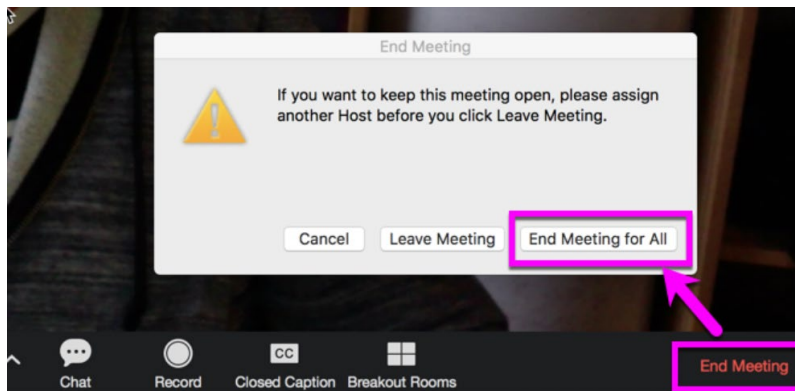 End Meeting
If you want to keep this meeting open, please assign
another Host before you click Leave Meeting.
Cancel
Leave Meeting
End Meeting for All
CC
Chat
Record
Closed Caption
Breakout Rooms
End Meeting